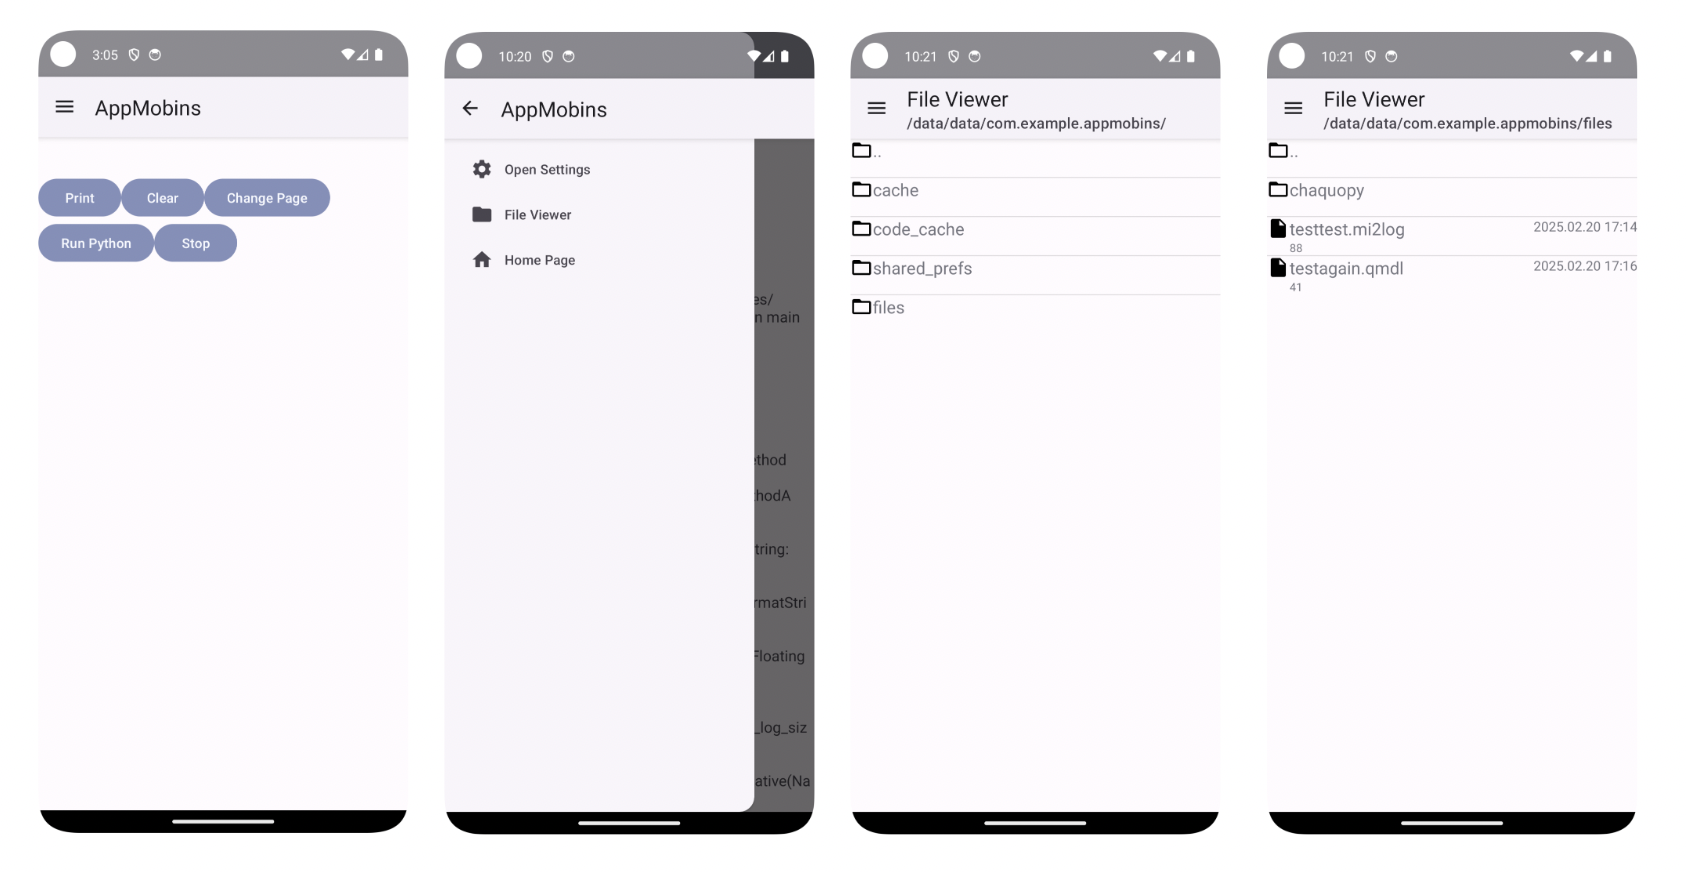 3:05
AppMobins
Print Clear Change Page
Run Python Stop
10:20
AppMobins
Open Settings
File Viewer
Home Page
es/
n main
thod
hodA
tring:
rmatStri
Floating
_log_siz
ative(Na
10:21
File Viewer
/data/data/com.example.appmobins/
..
cache
code_cache
shared_prefs
files
10:21
File Viewer
/data/data/com.example.appmobins/files
..
chaquopy
testtest.mi2log 2025.02.20 17:14
88
testagain.qmdl 2025.02.20 17:16
41